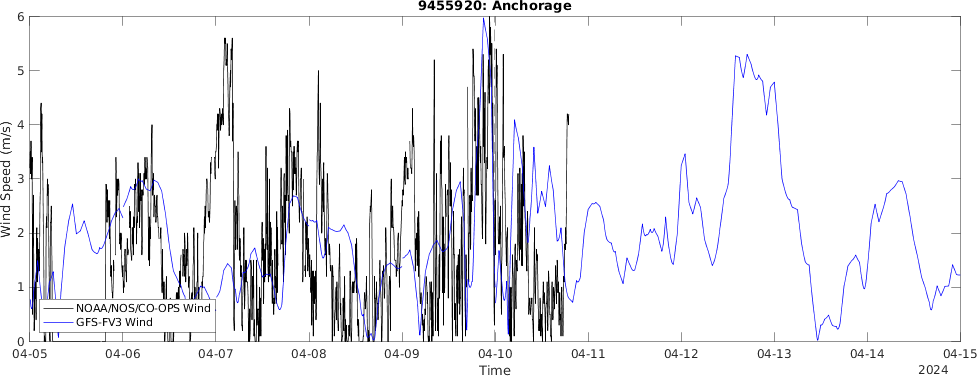 9455920: Anchorage
6
5
4
3
2
1
0
Wind Speed (m/s)
NOAA/NOS/CO-OPS Wind
GFS-FV3 Wind
04-05 04-06 04-07 04-08 04-09 04-10 04-11 04-12 04-13 04-14 04-15
Time
2024